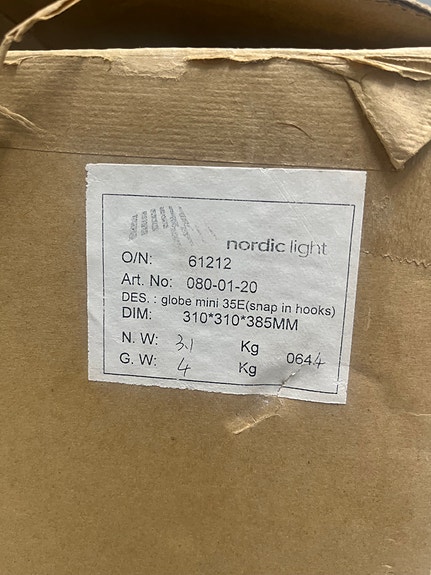 nordic light
O/N: 61212
Art. No: 080-01-20
DES. : globe mini 35E(snap in hooks)
DIM: 310*310*385MM
N. W: 3.1 Kg
G. W: 4 Kg 0644